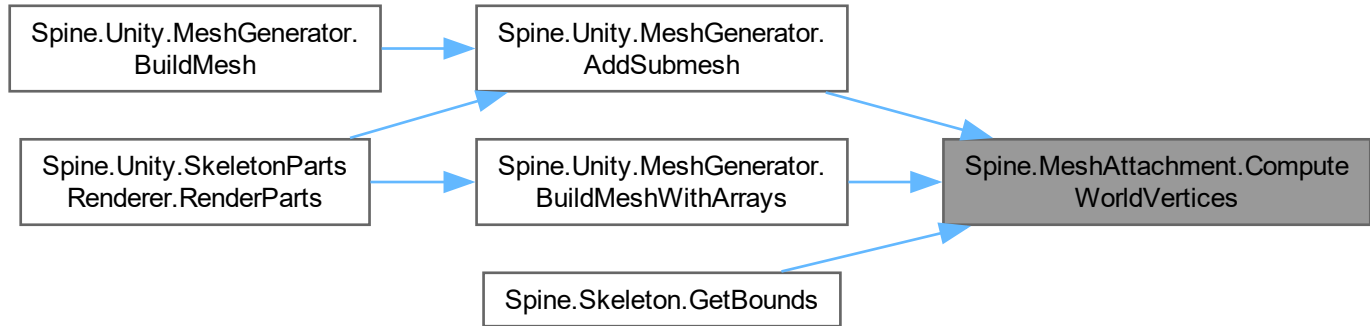 Spine.Unity.MeshGenerator.
BuildMesh
Spine.Unity.MeshGenerator.
AddSubmesh
Spine.Unity.SkeletonParts
Renderer.RenderParts
Spine.Unity.MeshGenerator.
BuildMeshWithArrays
Spine.MeshAttachment.Compute
WorldVertices
Spine.Skeleton.GetBounds